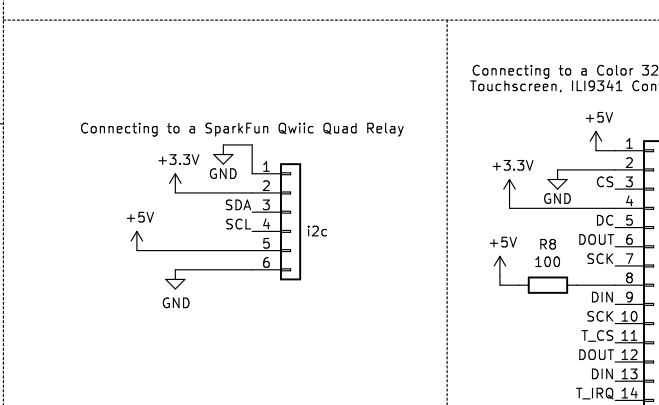 Connecting to a SparkFun Qwiic Quad Relay
+3.3V
GND
1
2
SDA 3
SCL 4
+5V
5
6
i2c
GND
Connecting to a Color 32
Touchscreen, ILI9341 Con
+5V
1
2
+3.3V
GND
CS 3
4
DC 5
DOUT 6
+5V
R8
100
SCK 7
8
DIN 9
SCK 10
T_CS 11
DOUT 12
DIN 13
T_IRQ 14